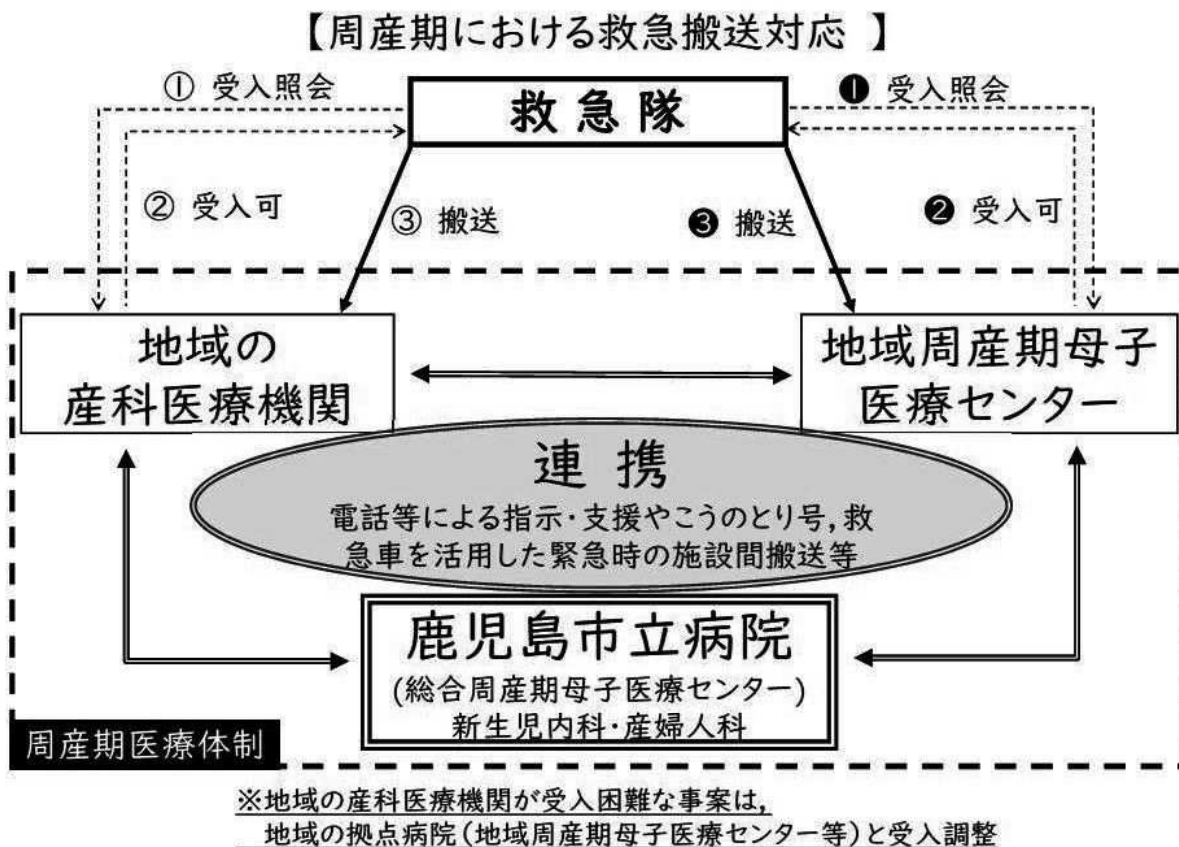 【周産期における救急搬送対応 】
① 受入照会
救急隊
❶ 受入照会
② 受入可
③ 搬送
❸ 搬送
❷ 受入可
地域の
産科医療機関
地域周産期母子
医療センター
連 携
電話等による指示・支援やこうのとり号,救
急車を活用した緊急時の施設間搬送等
鹿児島市立病院
(総合周産期母子医療センター)
新生児内科・産婦人科
周産期医療体制
※地域の産科医療機関が受入困難な事案は,
地域の拠点病院(地域周産期母子医療センター等)と受入調整